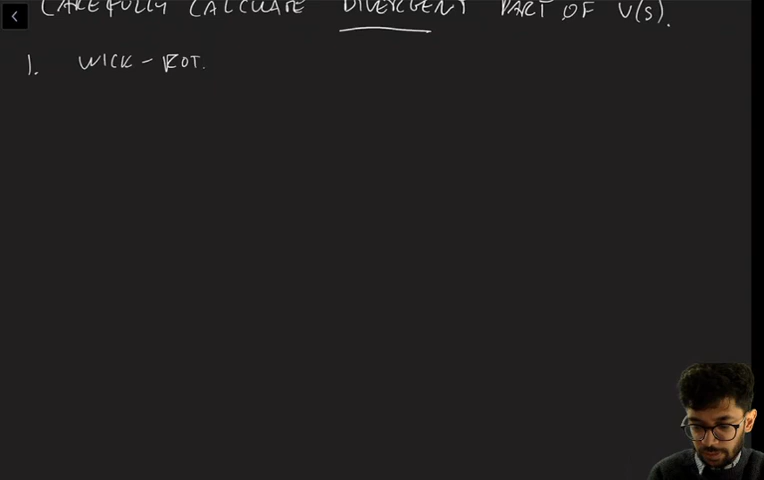 CAREFULLY CALCULATE DIVERGENT PART OF V(S).
1. WICK-ROT.